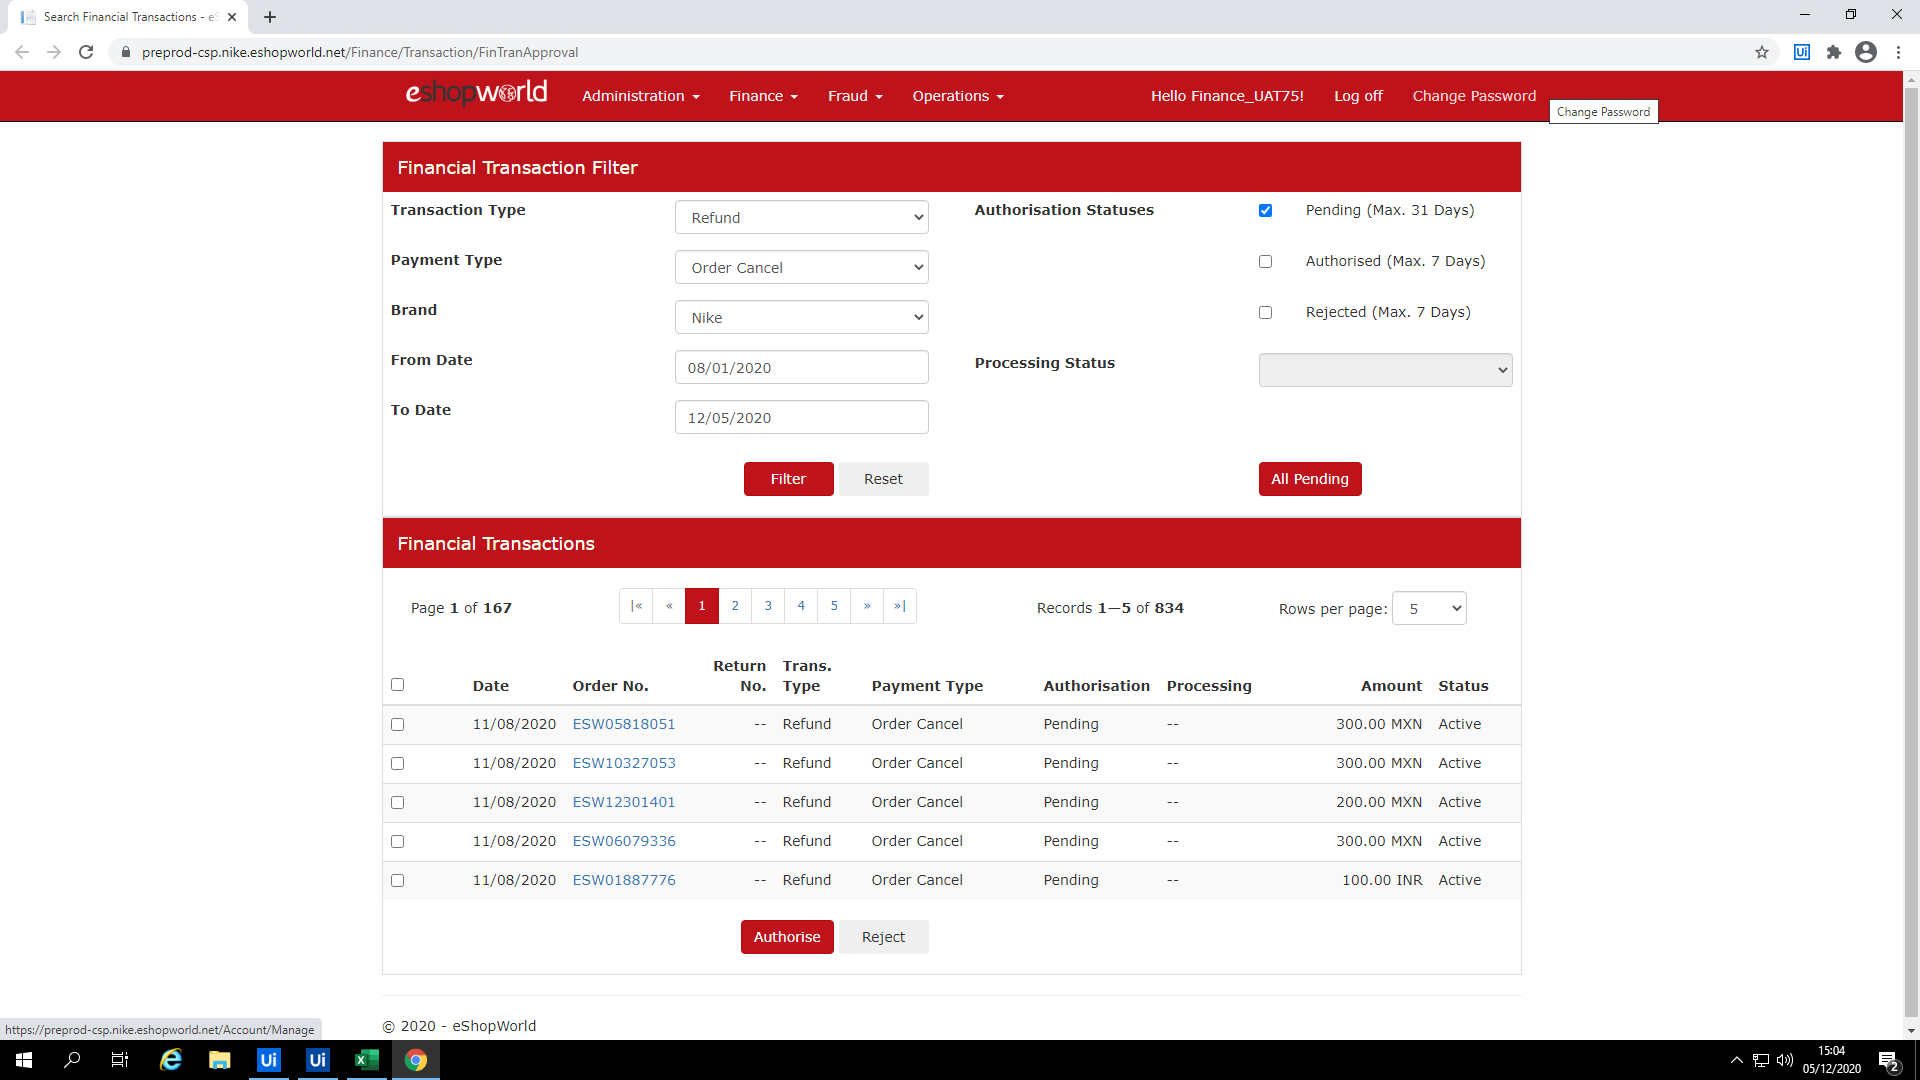 Search Financial Transactions - eS
preprod-csp.nike.eshopworld.net/Finance/Transaction/FinTranApproval
Ui
eshopworld
Administration
Finance
Fraud
Operations
Hello Finance_UAT75!
Log off
Change Password
Change Password
Financial Transaction Filter
Transaction Type
Refund
Authorisation Statuses
Pending (Max. 31 Days)
Payment Type
Order Cancel
Authorised (Max. 7 Days)
Brand
Nike
Rejected (Max. 7 Days)
From Date
08/01/2020
Processing Status
To Date
12/05/2020
Filter
Reset
All Pending
Financial Transactions
Page 1 of 167
|« « 1 2 3 4 5 » »|
Records 1—5 of 834
Rows per page: 5
Date Order No. Return No. Trans. Type Payment Type Authorisation Processing Amount Status
11/08/2020 ESW05818051 -- Refund Order Cancel Pending -- 300.00 MXN Active
11/08/2020 ESW10327053 -- Refund Order Cancel Pending -- 300.00 MXN Active
11/08/2020 ESW12301401 -- Refund Order Cancel Pending -- 200.00 MXN Active
11/08/2020 ESW06079336 -- Refund Order Cancel Pending -- 300.00 MXN Active
11/08/2020 ESW01887776 -- Refund Order Cancel Pending -- 100.00 INR Active
Authorise
Reject
© 2020 - eShopWorld
https://preprod-csp.nike.eshopworld.net/Account/Manage
Ui
Ui
15:04
05/12/2020
2